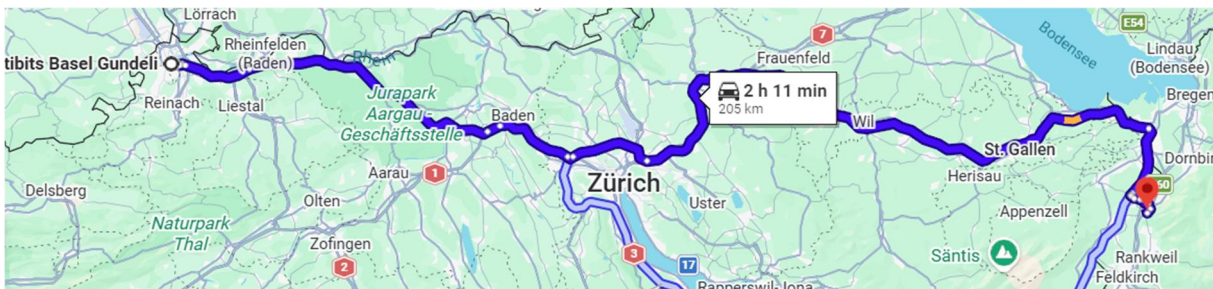 Lörrach
E54
7
Bodensee
Rheinfelden
(Baden)
Rhein
Frauenfeld
Lindau
(Bodensee)
tibits Basel Gundeli
2 h 11 min
205 km
Bregen
Reinach
Liestal
Jurapark
Aargau -
Geschäftsstelle
Baden
Wil
St. Gallen
Dornbir
Herisau
Aarau
1
Zürich
Delsberg
Olten
Uster
Appenzell
Naturpark
Thal
Zofingen
2
3
17
Säntis
Rankweil
Feldkirch
Rapperswil-Jona